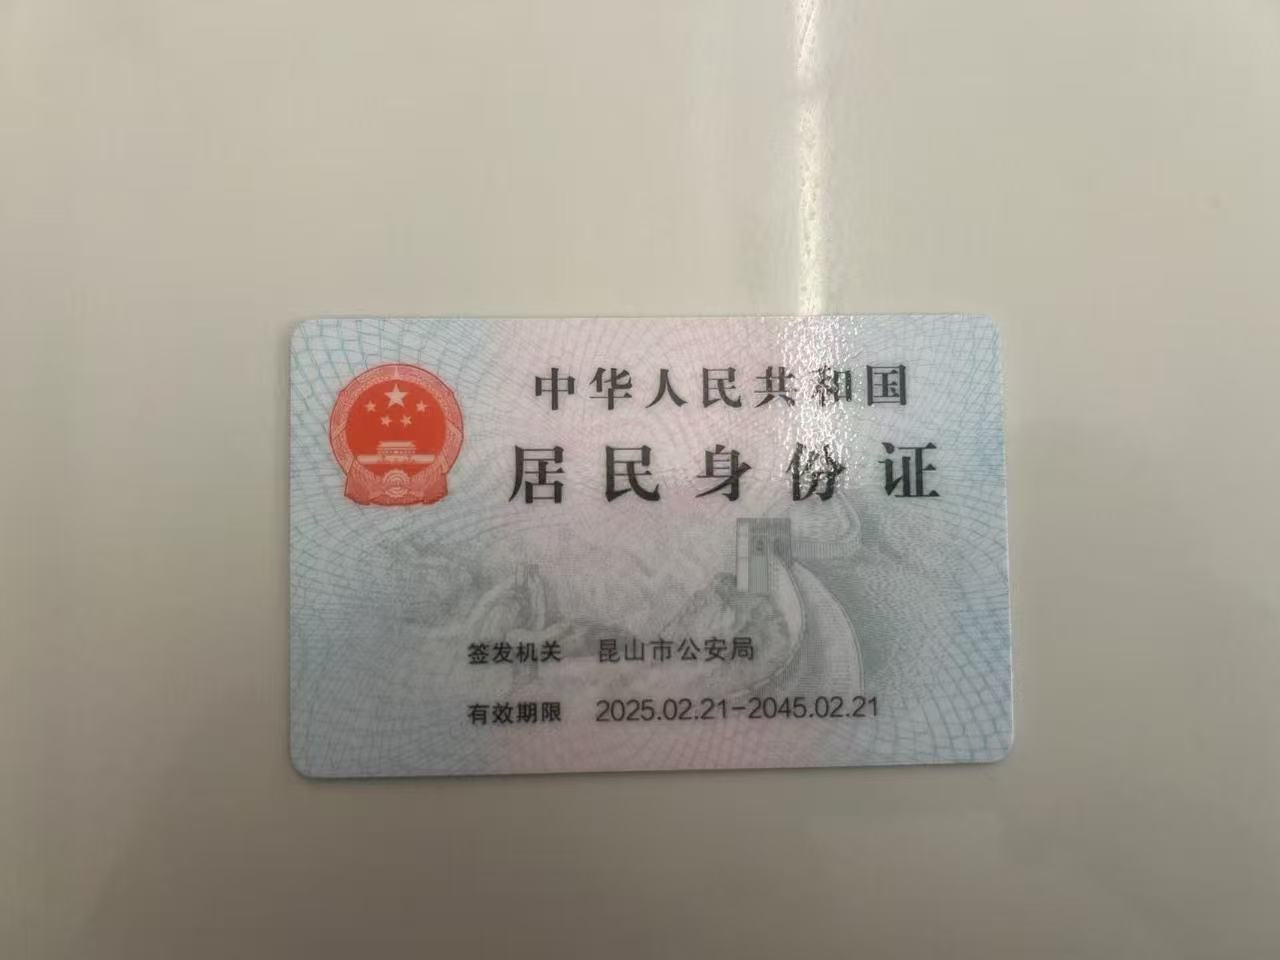 中华人民共和国
居民身份证
签发机关 昆山市公安局
有效期限 2025.02.21-2045.02.21